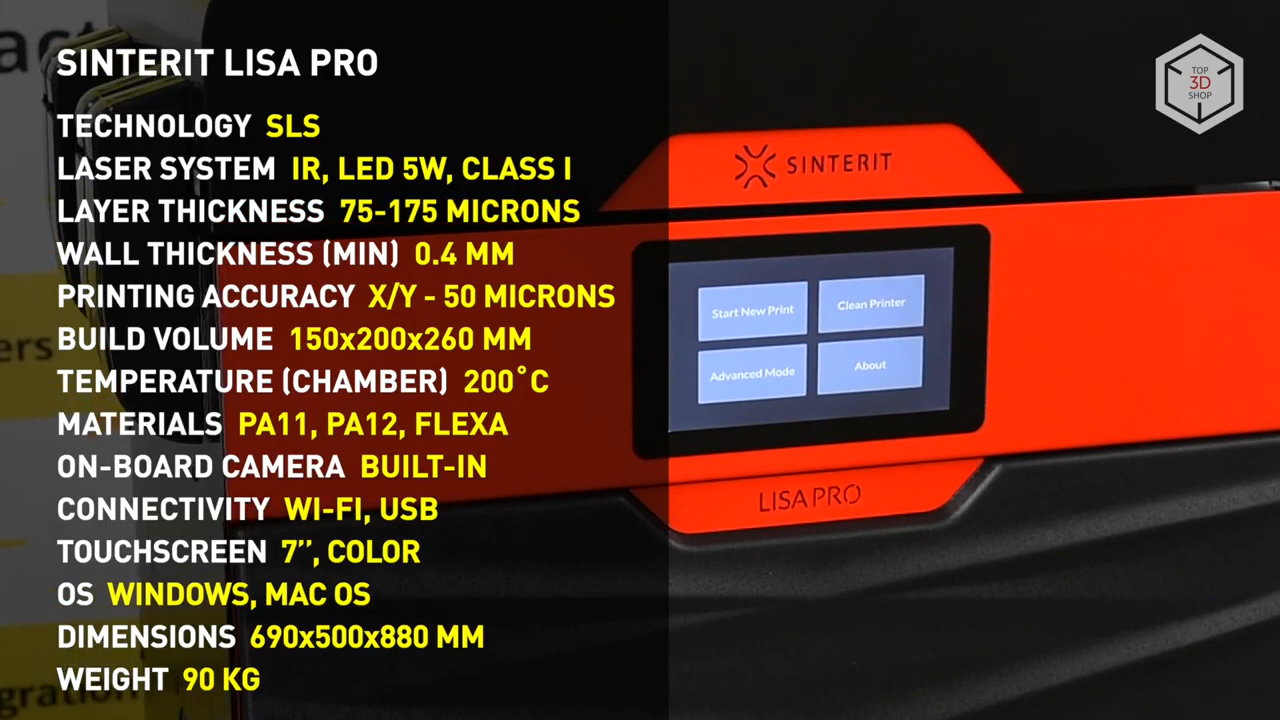 SINTERIT LISA PRO
TECHNOLOGY SLS
LASER SYSTEM IR, LED 5W, CLASS I
LAYER THICKNESS 75-175 MICRONS
WALL THICKNESS (MIN) 0.4 MM
PRINTING ACCURACY X/Y - 50 MICRONS
BUILD VOLUME 150x200x260 MM
TEMPERATURE (CHAMBER) 200˚C
MATERIALS PA11, PA12, FLEXA
ON-BOARD CAMERA BUILT-IN
CONNECTIVITY WI-FI, USB
TOUCHSCREEN 7’’, COLOR
OS WINDOWS, MAC OS
DIMENSIONS 690x500x880 MM
WEIGHT 90 KG
TOP
3D
SHOP
SINTERIT
Start New Print
Clean Printer
Advanced Mode
About
LISA PRO